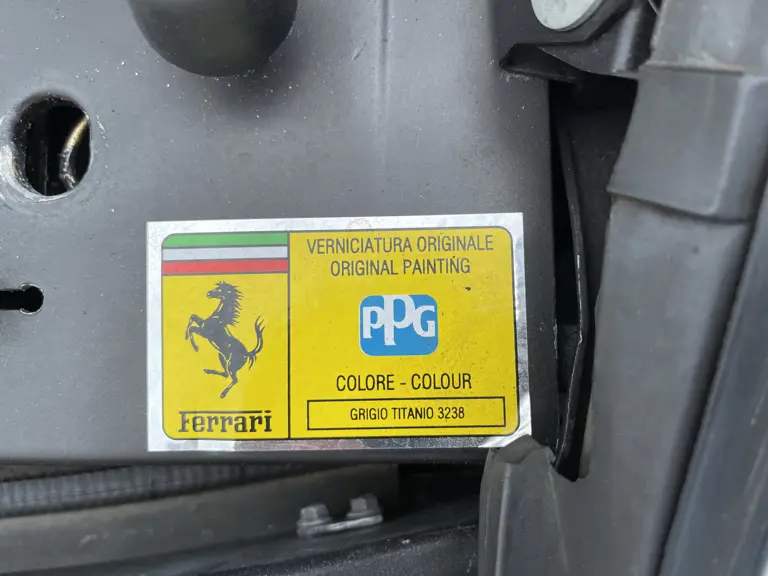 VERNICIATURA ORIGINALE
ORIGINAL PAINTING
PPG
COLORE - COLOUR
GRIGIO TITANIO 3238
Ferrari